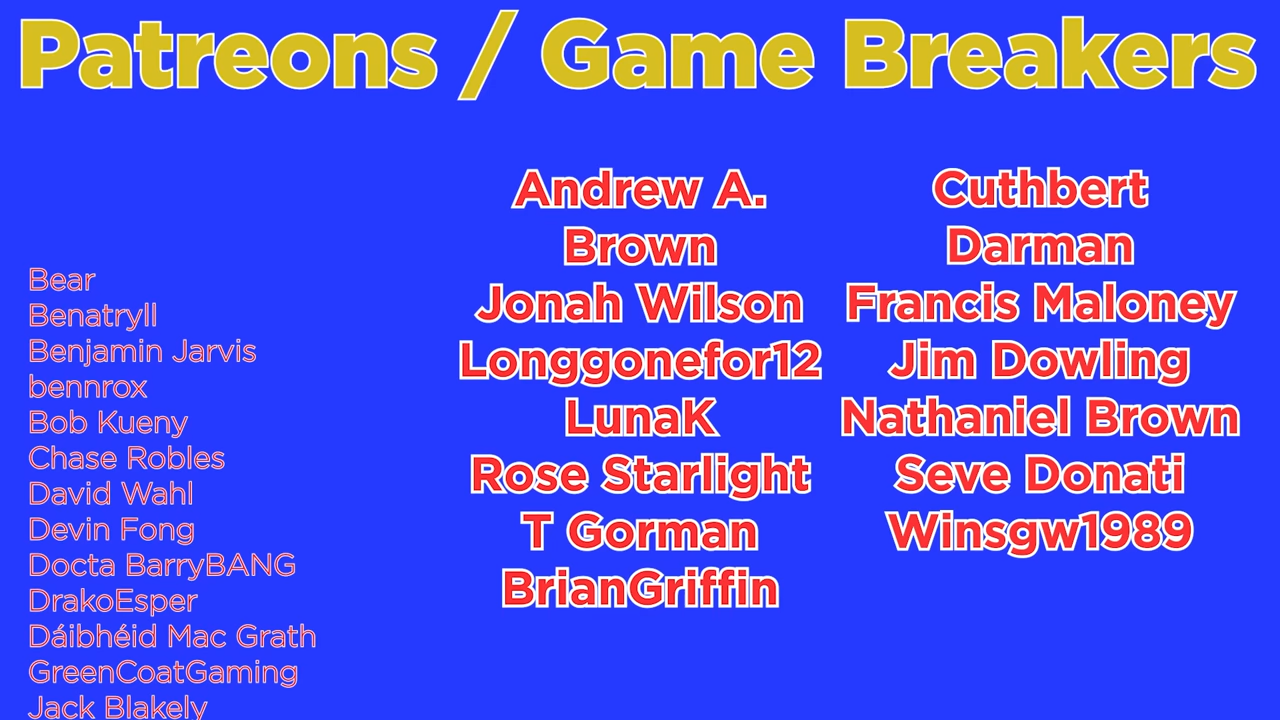 Patreons / Game Breakers
Bear
Benatryll
Benjamin Jarvis
bennrox
Bob Kueny
Chase Robles
David Wahl
Devin Fong
Docta BarryBANG
DrakoEsper
Dáibhéid Mac Grath
GreenCoatGaming
Jack Blakely
Andrew A.
Brown
Jonah Wilson
Longgonefor12
LunaK
Rose Starlight
T Gorman
BrianGriffin
Cuthbert
Darman
Francis Maloney
Jim Dowling
Nathaniel Brown
Seve Donati
Winsgw1989